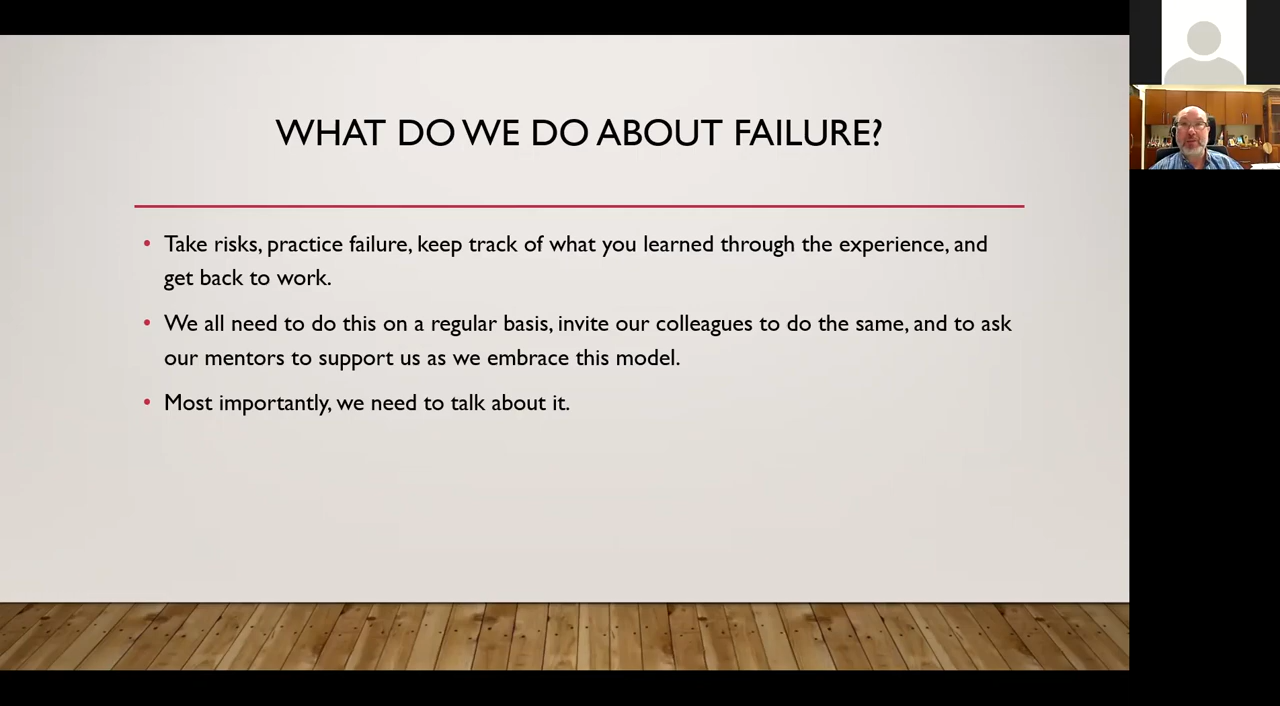 WHAT DO WE DO ABOUT FAILURE?
• Take risks, practice failure, keep track of what you learned through the experience, and
get back to work.
• We all need to do this on a regular basis, invite our colleagues to do the same, and to ask
our mentors to support us as we embrace this model.
• Most importantly, we need to talk about it.